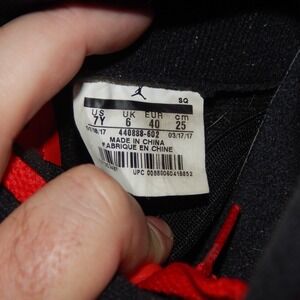 SQ
US UK EUR cm
7Y 6 40 25
440888-602 03/17/17
MADE IN CHINA
FABRIQUE EN CHINE
UPC